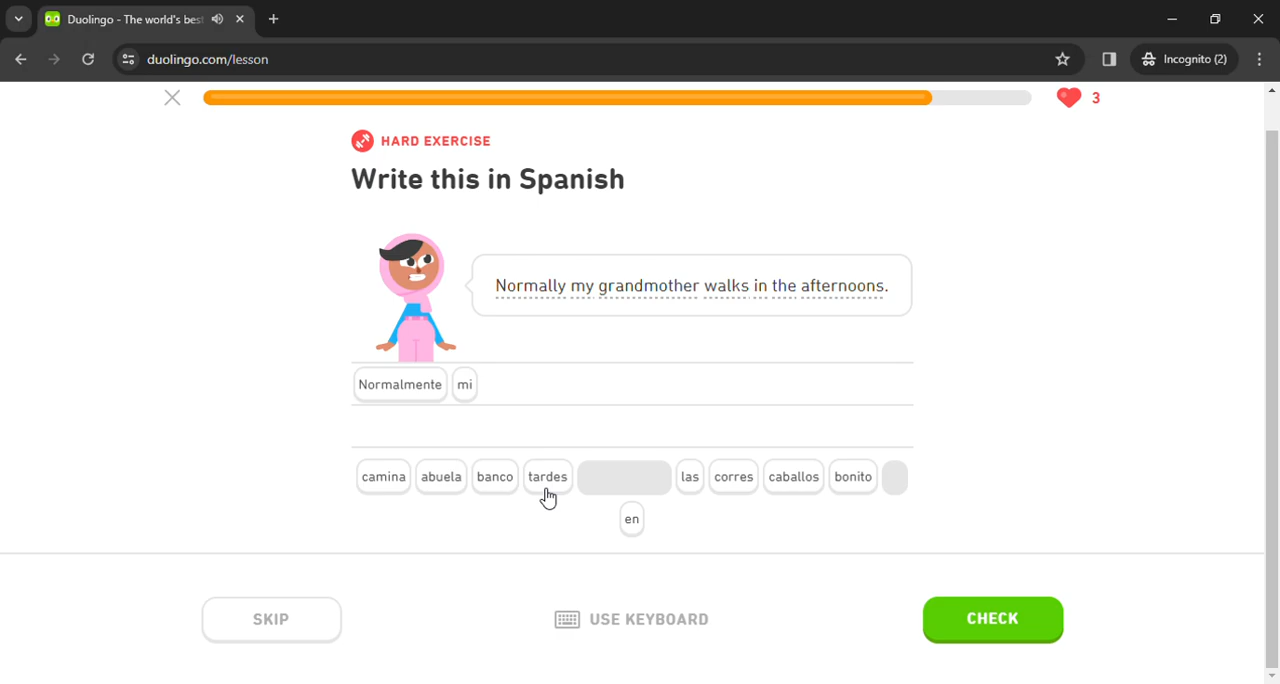 Duolingo - The world's bes
duolingo.com/lesson
Incognito (2)
3
HARD EXERCISE
Write this in Spanish
Normally my grandmother walks in the afternoons.
Normalmente mi
camina abuela banco tardes las corres caballos bonito
en
SKIP USE KEYBOARD CHECK